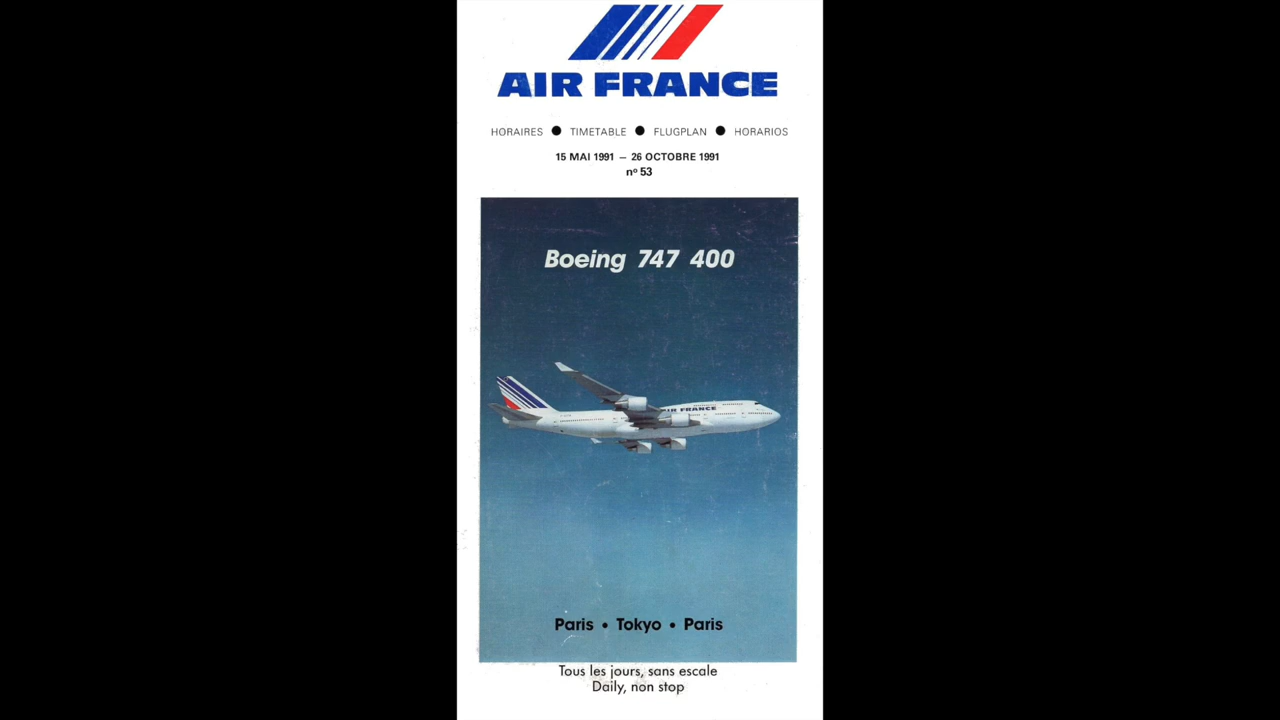 AIR FRANCE
HORAIRES ● TIMETABLE ● FLUGPLAN ● HORARIOS
15 MAI 1991 — 26 OCTOBRE 1991
nº 53
Boeing 747 400
AIR FRANCE
Paris • Tokyo • Paris
Tous les jours, sans escale
Daily, non stop